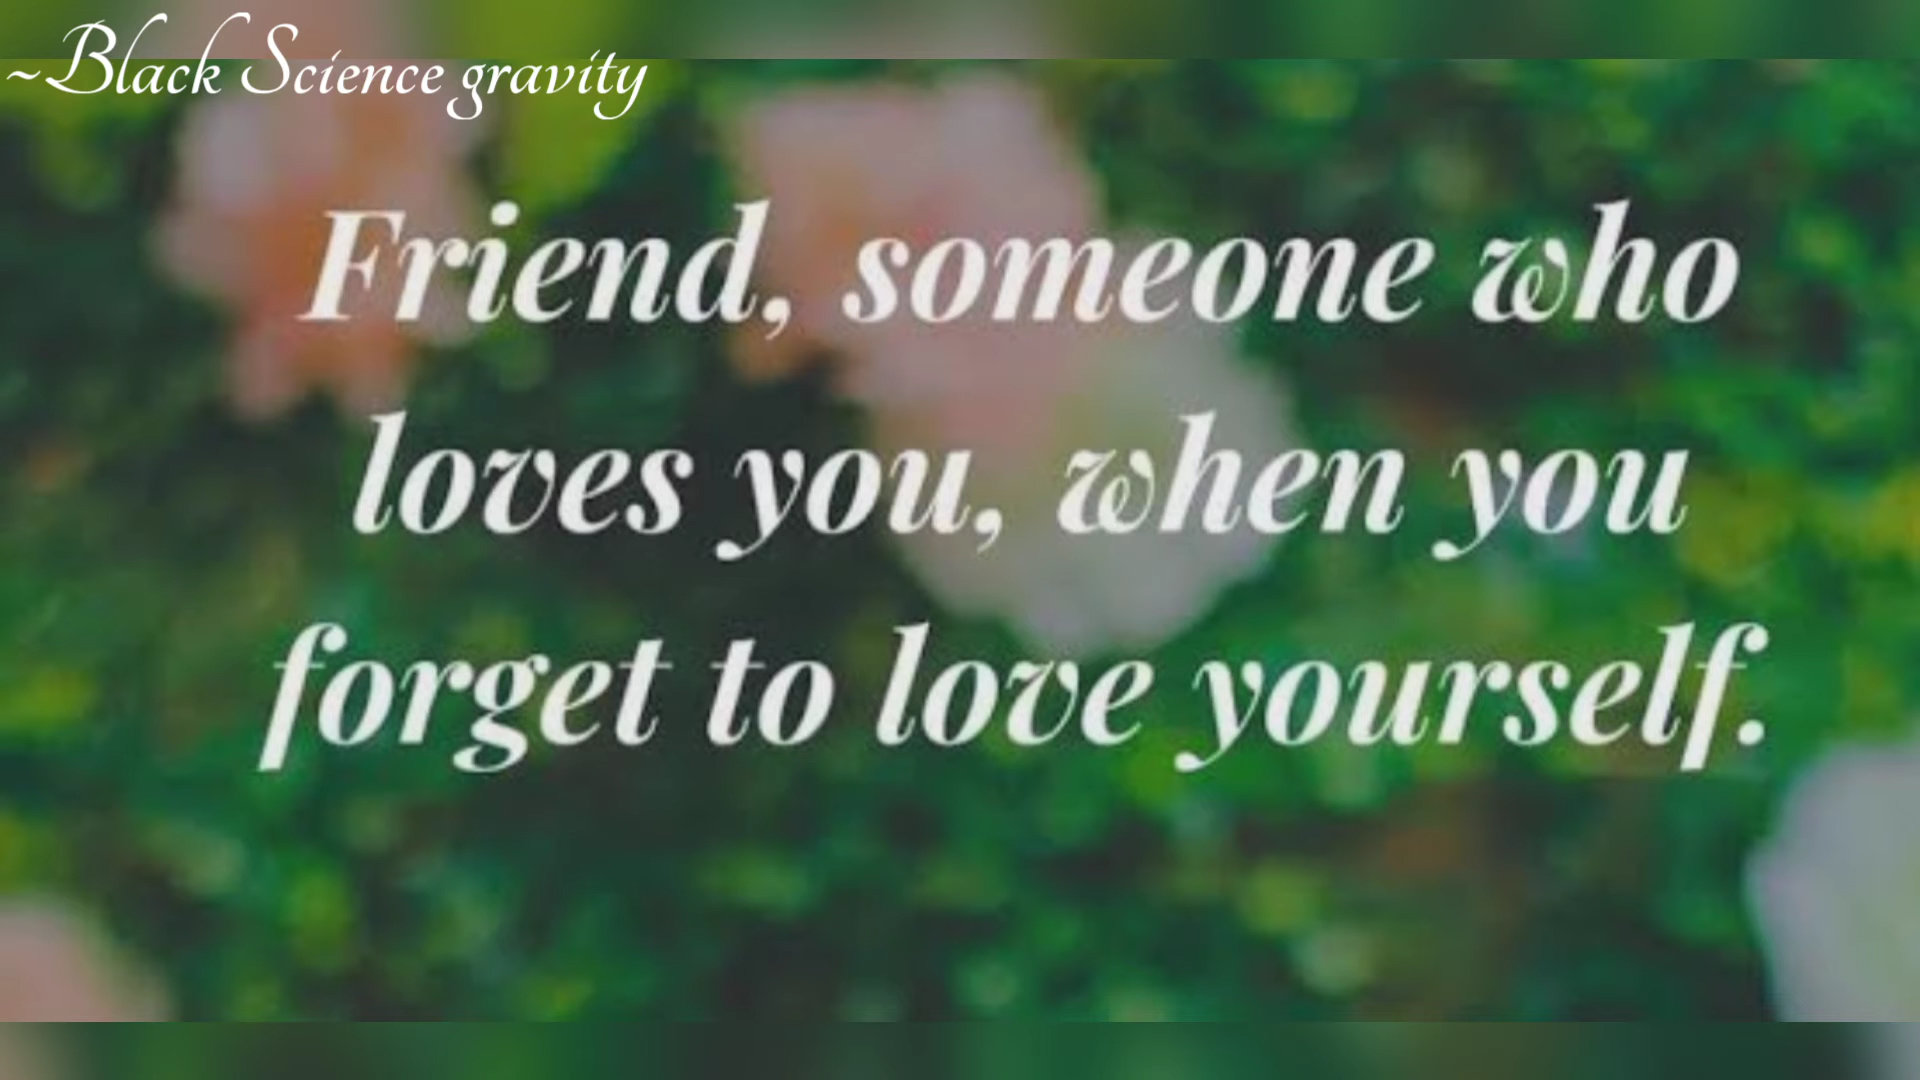 ~Black Science gravity
Friend, someone who
loves you, when you
forget to love yourself.